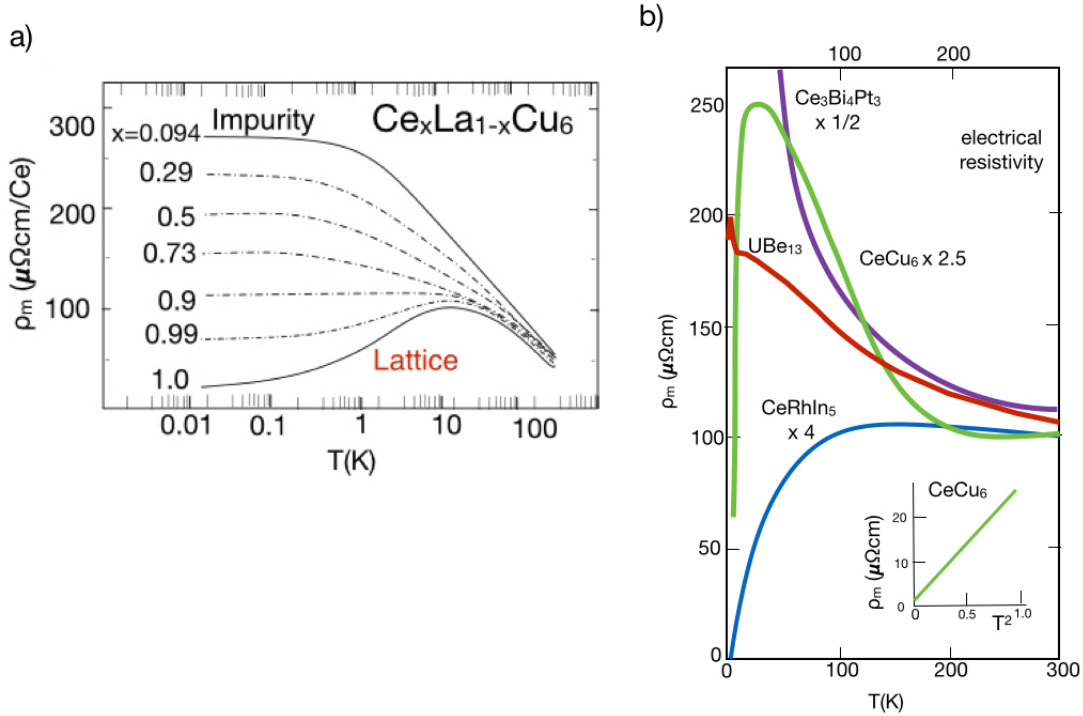 a)
300
200
100
ρm (μΩcm/Ce)
Impurity
CexLa1-xCu6
x=0.094
0.29
0.5
0.73
0.9
0.99
1.0
Lattice
0.01 0.1 1 10 100
T(K)
b)
100 200
250
200
150
100
50
0
ρm (μΩcm)
Ce3Bi4Pt3
x 1/2
electrical
resistivity
UBe13
CeCu6 x 2.5
CeRhIn5
x 4
CeCu6
20
10
0
ρm (μΩcm)
0 0.5 1.0
T2
0 100 200 300
T(K)